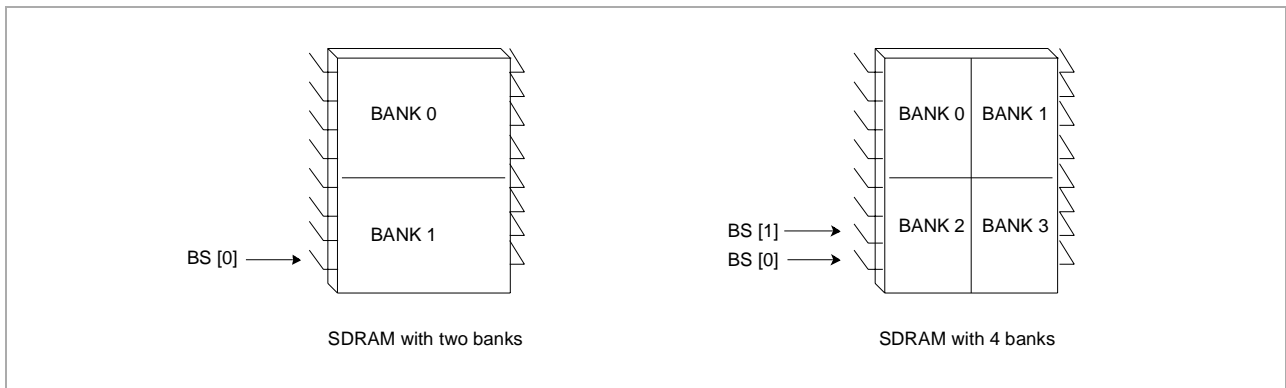 BANK 0
BANK 1
BS [0]
SDRAM with two banks
BANK 0 BANK 1
BANK 2 BANK 3
BS [1]
BS [0]
SDRAM with 4 banks